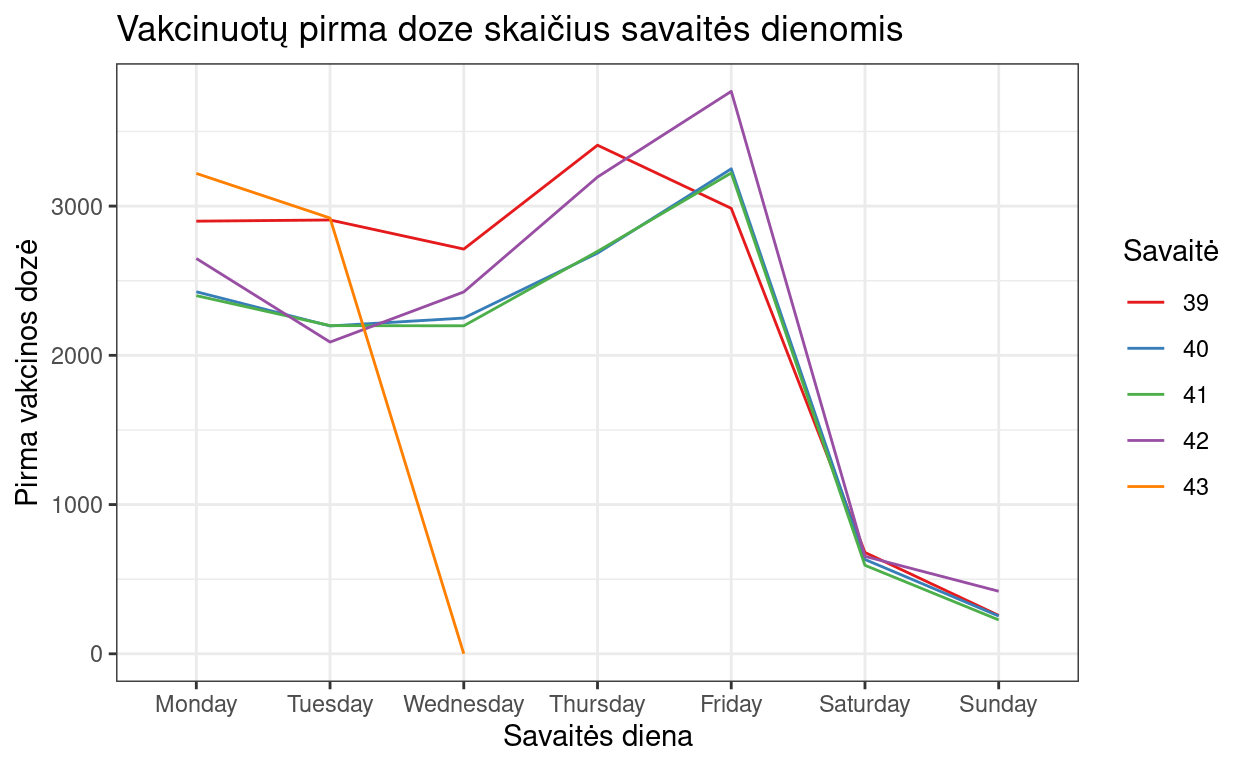 Vakcinuotų pirma doze skaičius savaitės dienomis
Pirma vakcinos dozė
3000
2000
1000
0
Monday Tuesday Wednesday Thursday Friday Saturday Sunday
Savaitės diena
Savaitė
39
40
41
42
43